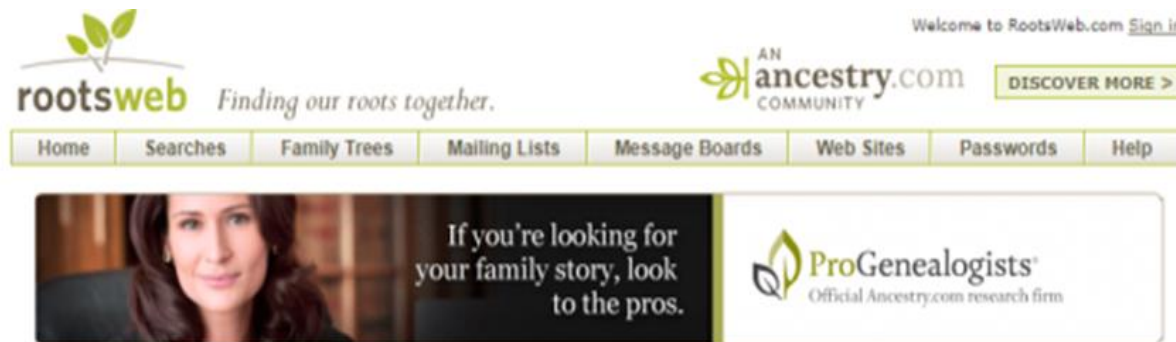 Welcome to RootsWeb.com Sign in
rootsweb Finding our roots together.
AN
ancestry.com
COMMUNITY
DISCOVER MORE >
Home Searches Family Trees Mailing Lists Message Boards Web Sites Passwords Help
If you're looking for
your family story, look
to the pros.
ProGenealogists
Official Ancestry.com research firm